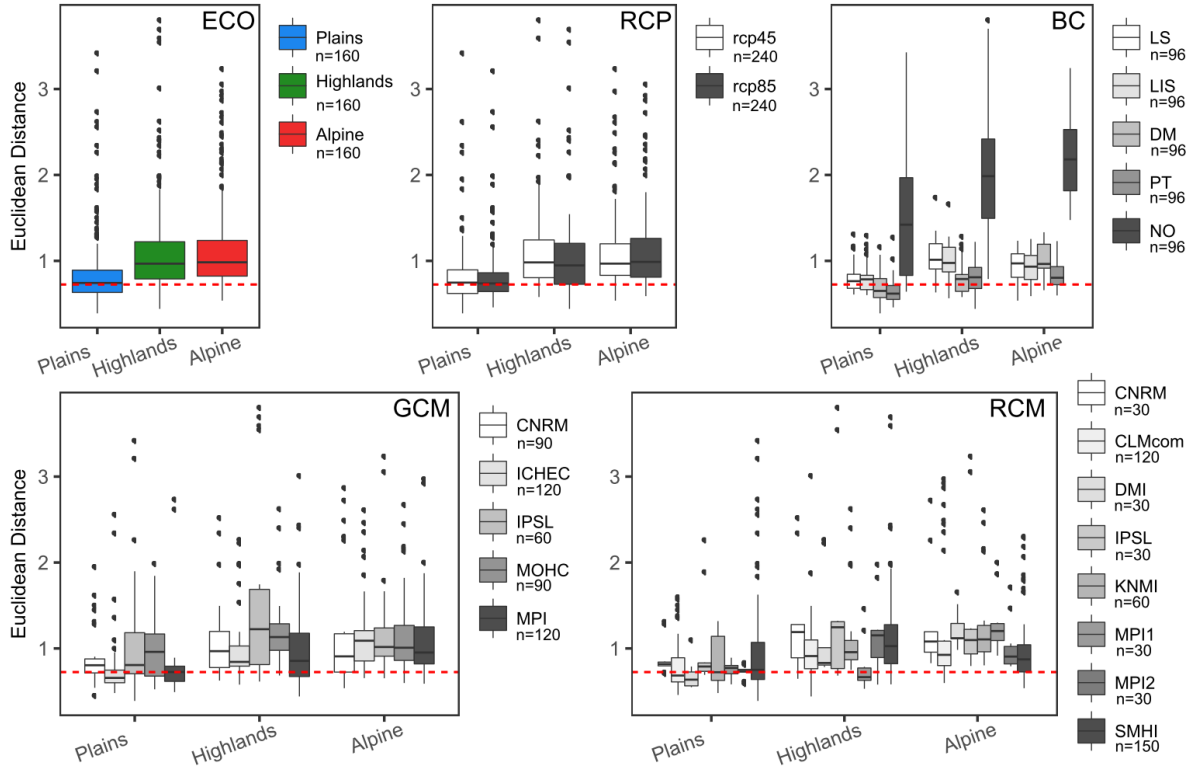 ECO
Euclidean Distance
3
2
1
Plains
Highlands
Alpine
Plains
n=160
Highlands
n=160
Alpine
n=160
RCP
3
2
1
Plains
Highlands
Alpine
rcp45
n=240
rcp85
n=240
BC
3
2
1
Plains
Highlands
Alpine
LS
n=96
LIS
n=96
DM
n=96
PT
n=96
NO
n=96
GCM
Euclidean Distance
3
2
1
Plains
Highlands
Alpine
CNRM
n=90
ICHEC
n=120
IPSL
n=60
MOHC
n=90
MPI
n=120
RCM
3
2
1
Plains
Highlands
Alpine
CNRM
n=30
CLMcom
n=120
DMI
n=30
IPSL
n=30
KNMI
n=60
MPI1
n=30
MPI2
n=30
SMHI
n=150